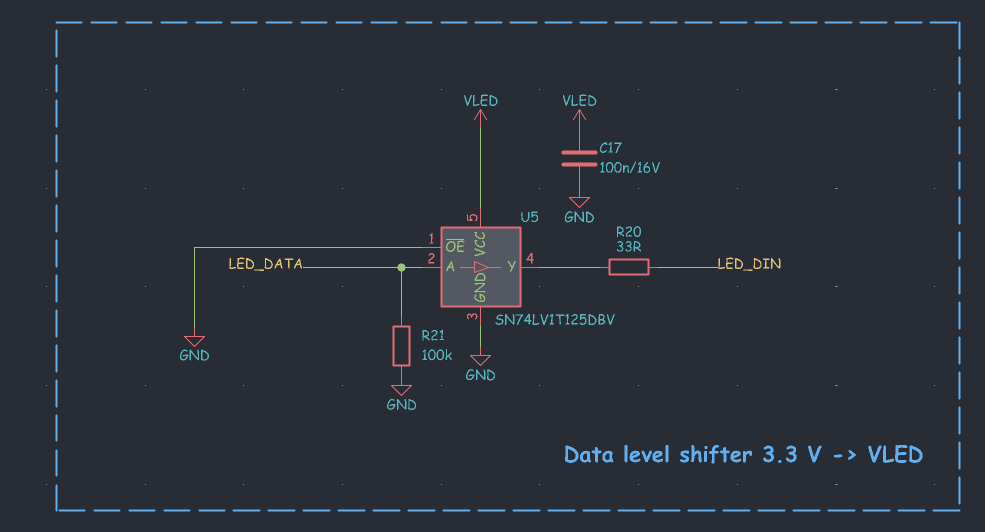 VLED
VLED
C17
100n/16V
GND
5
U5
1
OE
VCC
R20
33R
LED_DATA
2
A
Y
4
LED_DIN
GND
3
SN74LV1T125DBV
R21
100k
GND
GND
GND
Data level shifter 3.3 V -> VLED